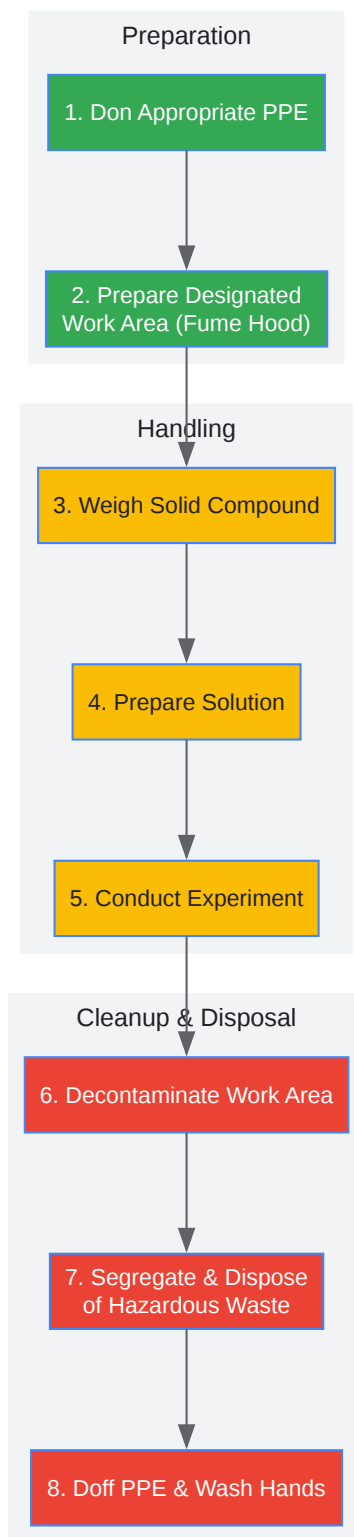 Preparation
1. Don Appropriate PPE
2. Prepare Designated
Work Area (Fume Hood)
Handling
3. Weigh Solid Compound
4. Prepare Solution
5. Conduct Experiment
Cleanup & Disposal
6. Decontaminate Work Area
7. Segregate & Dispose
of Hazardous Waste
8. Doff PPE & Wash Hands